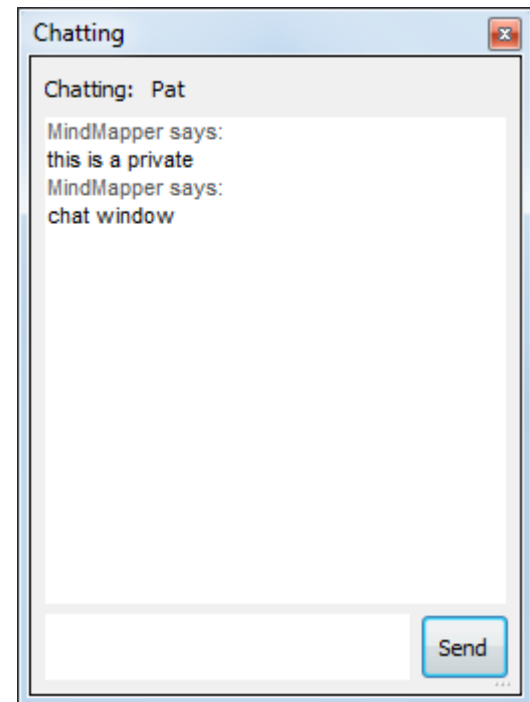 Chatting
Chatting: Pat
MindMapper says:
this is a private
MindMapper says:
chat window
Send